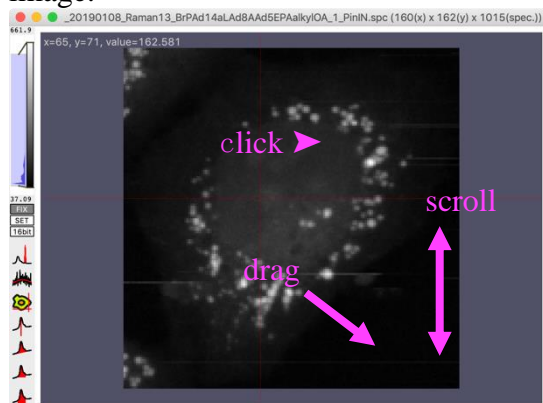 image.
_20190108_Raman13_BrPAd14aLAd8AAd5EPAalkylOA_1_PinIN.spc (160(x) x 162(y) x 1015(spec.))
661.9
x=65, y=71, value=162.581
click
37.09
FIX
SET
16bit
scroll
drag